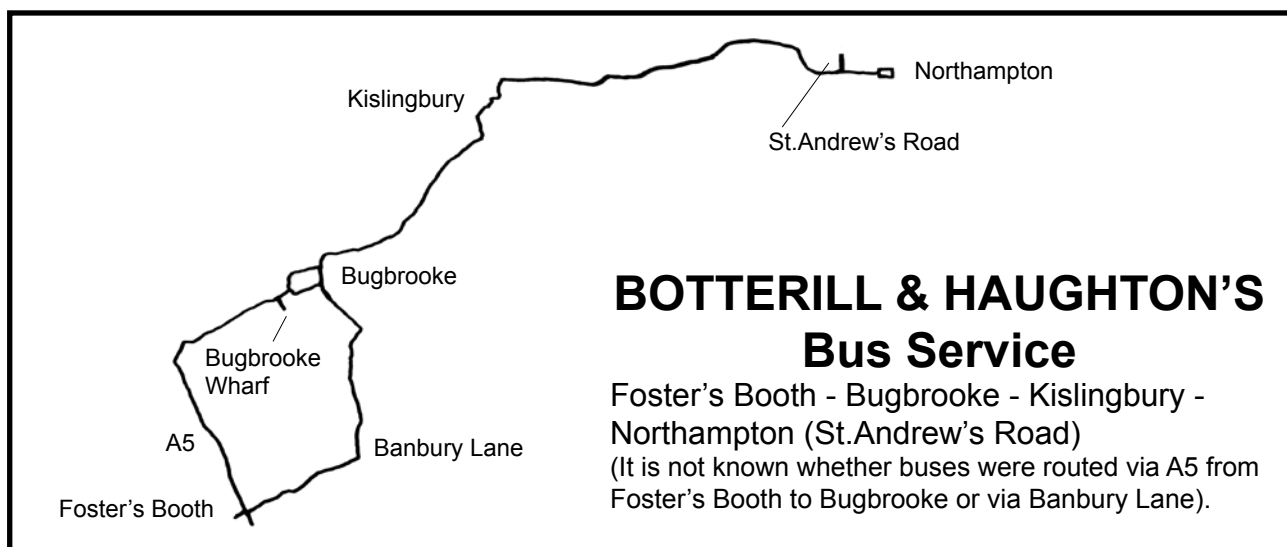 Northampton
Kislingbury
St.Andrew's Road
Bugbrooke
BOTTERILL & HAUGHTON'S
Bus Service
Bugbrooke
Wharf
Foster's Booth - Bugbrooke - Kislingbury -
Northampton (St.Andrew's Road)
A5
Banbury Lane
(It is not known whether buses were routed via A5 from
Foster's Booth to Bugbrooke or via Banbury Lane).
Foster's Booth